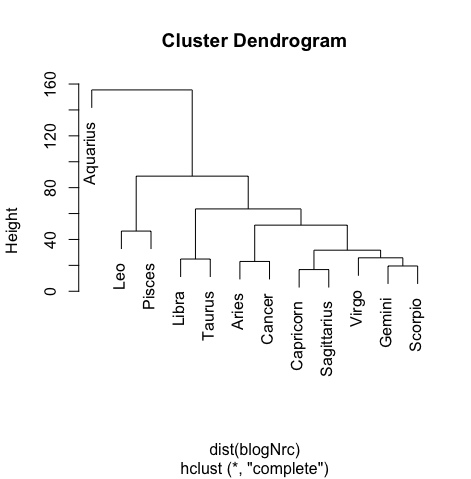 Cluster Dendrogram
Height
160
120
80
40
0
Aquarius
Leo
Pisces
Libra
Taurus
Aries
Cancer
Capricorn
Sagittarius
Virgo
Gemini
Scorpio
dist(blogNrc)
hclust (*, "complete")